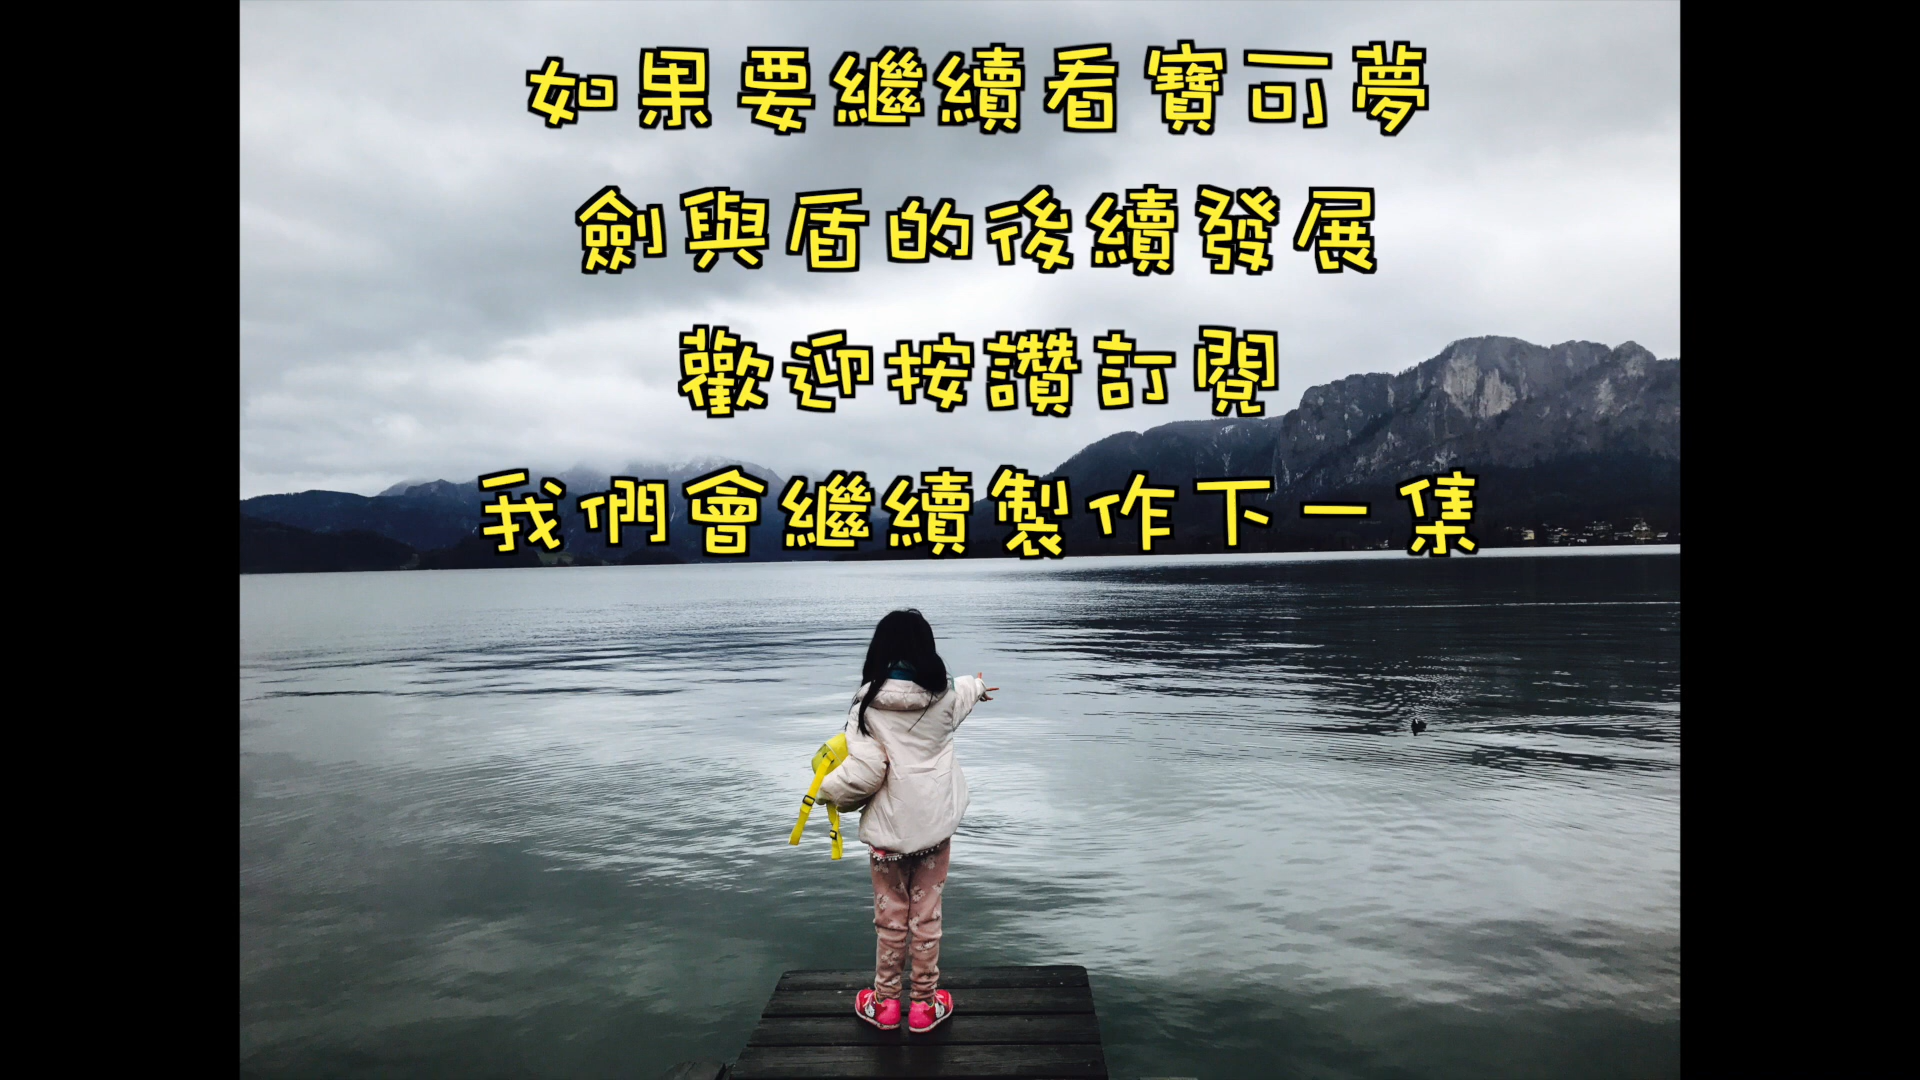 如果要繼續看寶可夢
劍與盾的後續發展
歡迎按讚訂閱
我們會繼續製作下一集